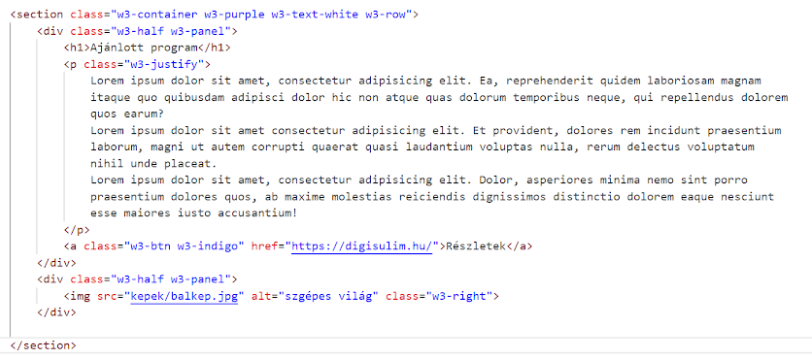 <section class="w3-container w3-purple w3-text-white w3-row">
<div class="w3-half w3-panel">
<h1>Ajánlott program</h1>
<p class="w3-justify">
Lorem ipsum dolor sit amet, consectetur adipisicing elit. Ea, reprehenderit quidem laboriosam magnam
itaque quo quibusdam adipisci dolor hic non atque quas dolorum temporibus neque, qui repellendus dolorem
quos earum?
Lorem ipsum dolor sit amet consectetur adipisicing elit. Et provident, dolores rem incidunt praesentium
laborum, magni ut autem corrupti quaerat quasi laudantium voluptas nulla, rerum delectus voluptatum
nihil unde placeat.
Lorem ipsum dolor sit amet, consectetur adipisicing elit. Dolor, asperiores minima nemo sint porro
praesentium dolores quos, ab maxime molestias reiciendis dignissimos distinctio dolorem eaque nesciunt
esse maiores iusto accusantium!
</p>
<a class="w3-btn w3-indigo" href="https://digisulim.hu/">Részletek</a>
</div>
<div class="w3-half w3-panel">
<img src="kepek/balkep.jpg" alt="szgépes világ" class="w3-right">
</div>
</section>